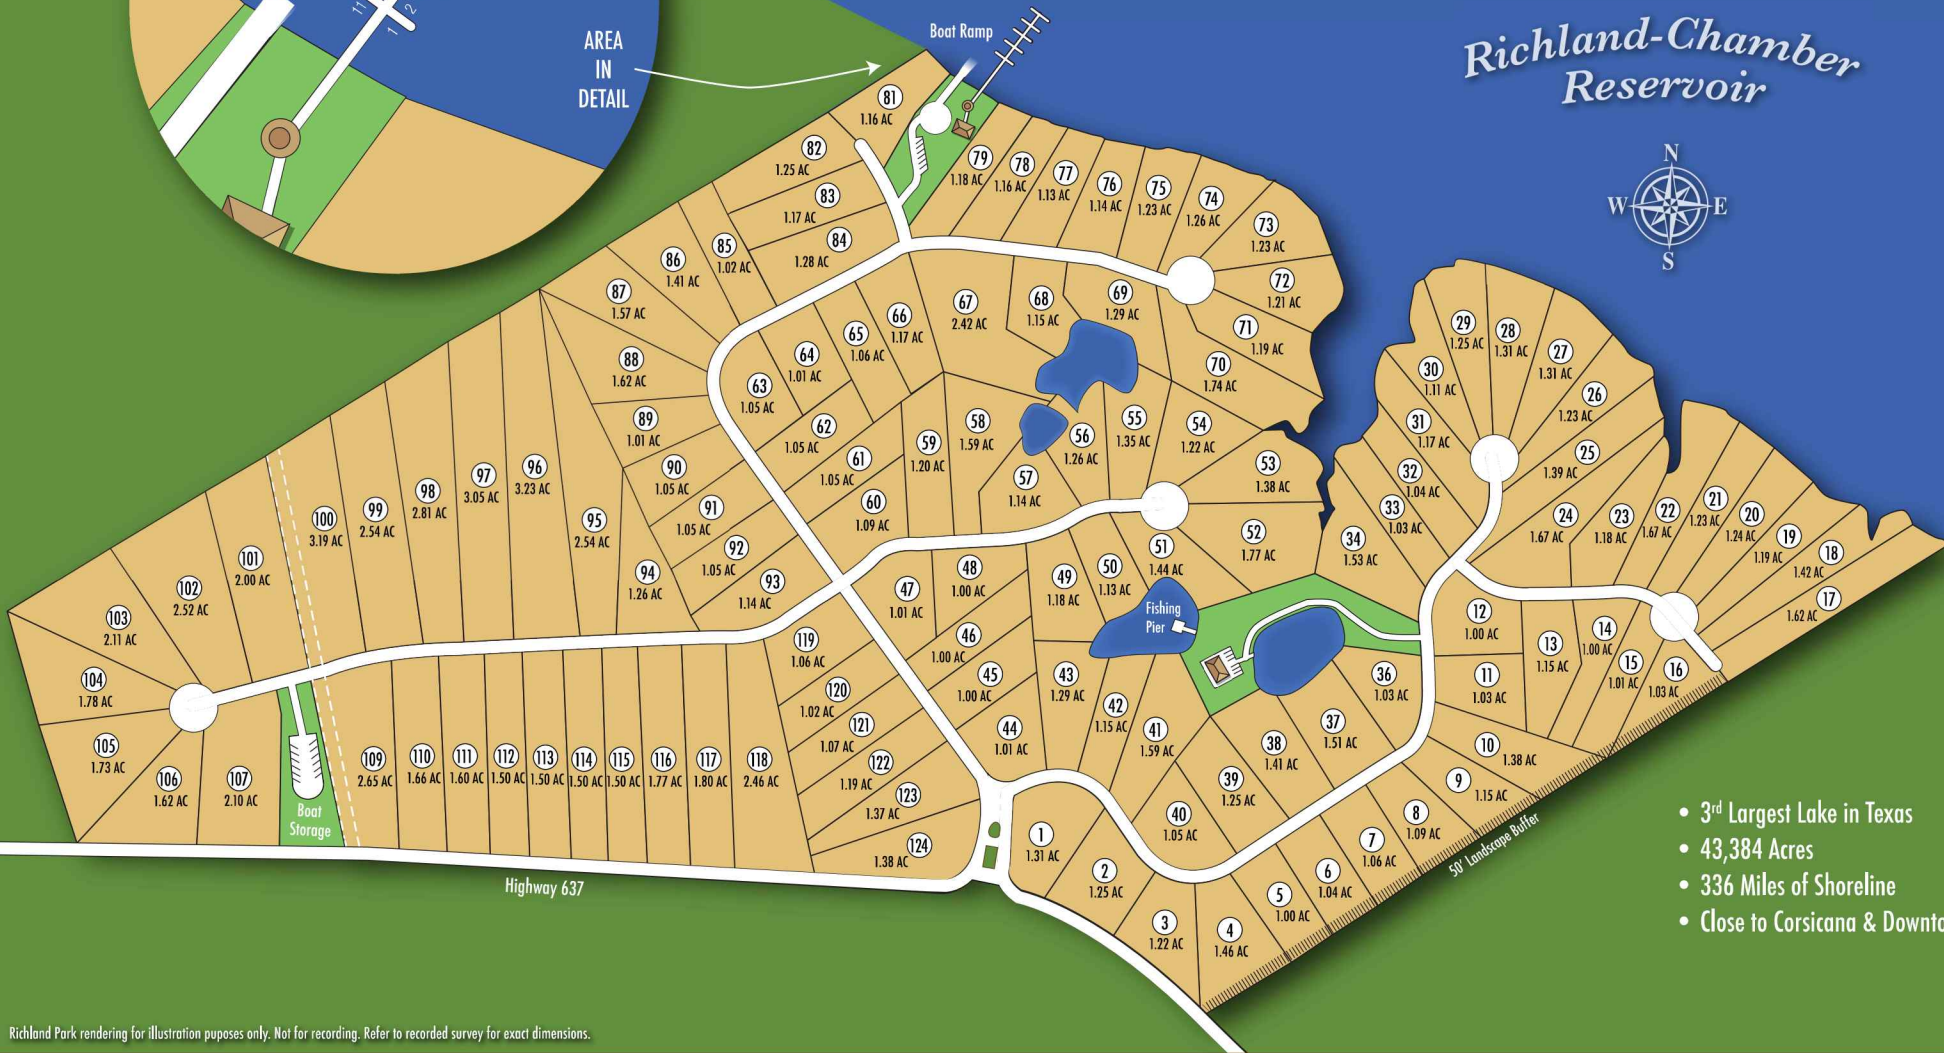 11
2
1
AREA
IN
DETAIL
Boat Ramp
Richland-Chamber
Reservoir
N
W
E
S
81
1.16 AC
82
1.25 AC
83
1.17 AC
84
1.28 AC
79
1.18 AC
78
1.16 AC
77
1.13 AC
76
1.14 AC
75
1.23 AC
74
1.26 AC
73
1.23 AC
72
1.21 AC
71
1.19 AC
70
1.74 AC
85
1.02 AC
86
1.41 AC
87
1.57 AC
88
1.62 AC
89
1.01 AC
90
1.05 AC
91
1.05 AC
92
1.05 AC
93
1.14 AC
94
1.26 AC
95
2.54 AC
96
3.23 AC
97
3.05 AC
98
2.81 AC
99
2.54 AC
100
3.19 AC
101
2.00 AC
102
2.52 AC
103
2.11 AC
104
1.78 AC
105
1.73 AC
106
1.62 AC
107
2.10 AC
Boat
Storage
109
2.65 AC
110
1.66 AC
111
1.60 AC
112
1.50 AC
113
1.50 AC
114
1.50 AC
115
1.50 AC
116
1.77 AC
117
1.80 AC
118
2.46 AC
119
1.06 AC
120
1.02 AC
121
1.07 AC
122
1.19 AC
123
1.37 AC
124
1.38 AC
69
1.29 AC
68
1.15 AC
67
2.42 AC
66
1.17 AC
65
1.06 AC
64
1.01 AC
63
1.05 AC
62
1.05 AC
61
1.05 AC
60
1.09 AC
59
1.20 AC
58
1.59 AC
57
1.14 AC
56
1.26 AC
55
1.35 AC
54
1.22 AC
53
1.38 AC
52
1.77 AC
51
1.44 AC
50
1.13 AC
49
1.18 AC
48
1.00 AC
47
1.01 AC
46
1.00 AC
45
1.00 AC
44
1.01 AC
43
1.29 AC
42
1.15 AC
41
1.59 AC
40
1.05 AC
39
1.25 AC
38
1.41 AC
37
1.51 AC
36
1.03 AC
Fishing
Pier
34
1.53 AC
33
1.03 AC
32
1.04 AC
31
1.17 AC
30
1.11 AC
29
1.25 AC
28
1.31 AC
27
1.31 AC
26
1.23 AC
25
1.39 AC
24
1.67 AC
23
1.18 AC
22
1.67 AC
21
1.23 AC
20
1.24 AC
19
1.19 AC
18
1.42 AC
17
1.62 AC
16
1.03 AC
15
1.01 AC
14
1.00 AC
13
1.15 AC
12
1.00 AC
11
1.03 AC
10
1.38 AC
9
1.15 AC
8
1.09 AC
7
1.06 AC
6
1.04 AC
5
1.00 AC
4
1.46 AC
3
1.22 AC
2
1.25 AC
1
1.31 AC
50' Landscape Buffer
Highway 637
• 3rd Largest Lake in Texas
• 43,384 Acres
• 336 Miles of Shoreline
• Close to Corsicana & Downto
Richland Park rendering for illustration puposes only. Not for recording. Refer to recorded survey for exact dimensions.